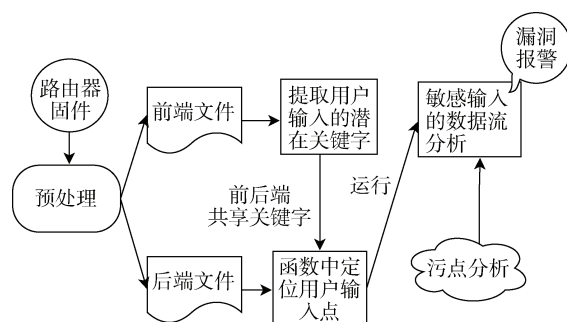 路由器
固件
预处理
前端文件
提取用户
输入的潜
在关键字
前后端
共享关键字
后端文件
函数中定
位用户输
入点
运行
敏感输入
的数据流
分析
漏洞
报警
污点分析